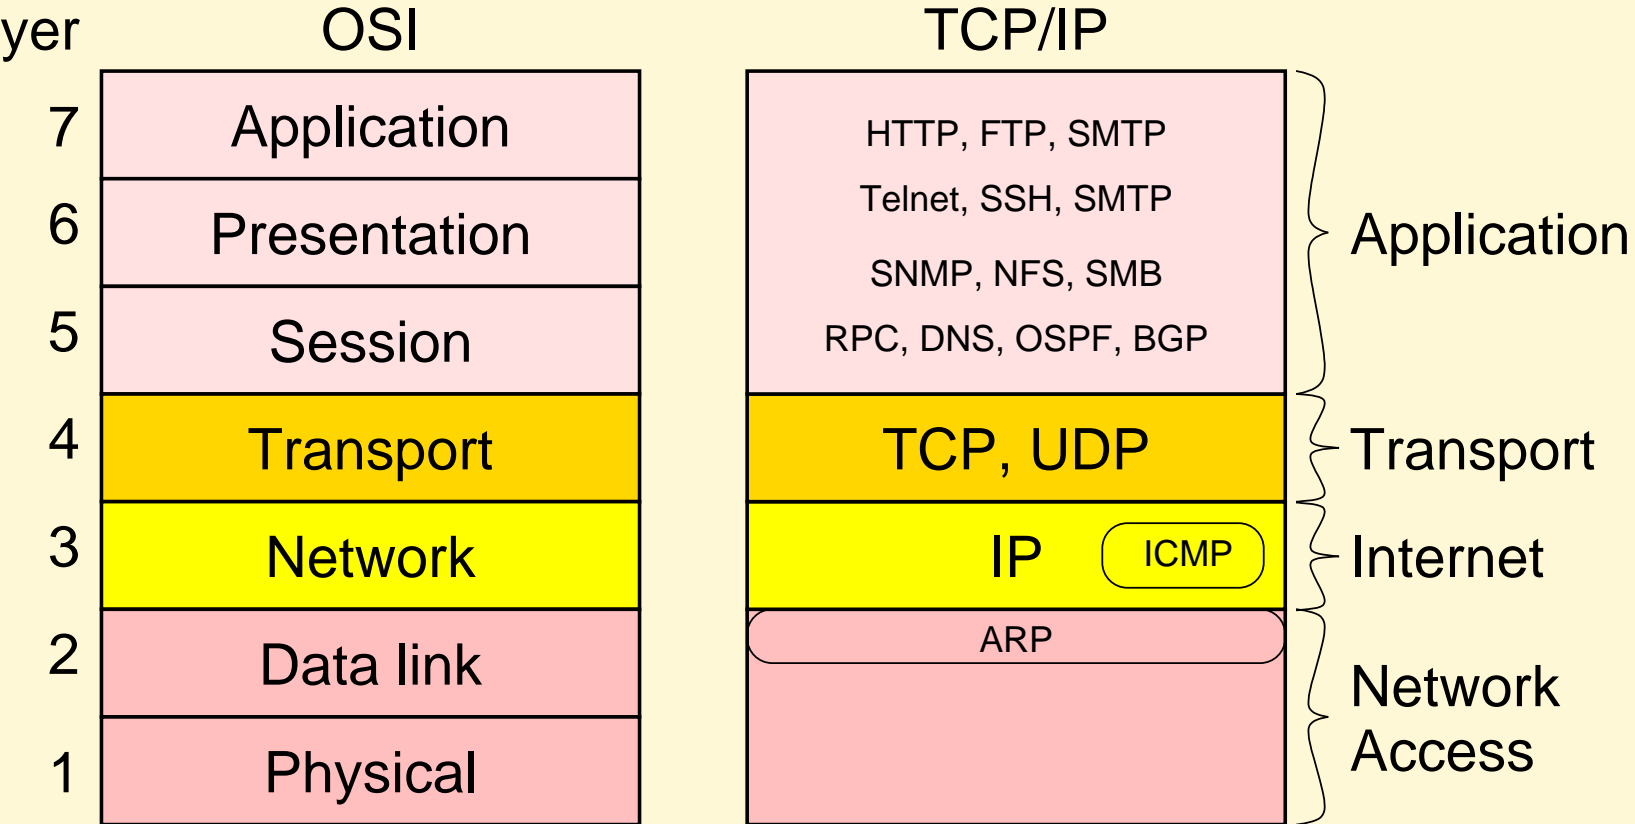 yer OSI TCP/IP
7 Application HTTP, FTP, SMTP
Telnet, SSH, SMTP
6 Presentation Application
SNMP, NFS, SMB
5 Session RPC, DNS, OSPF, BGP
4 Transport TCP, UDP Transport
3 Network IP ICMP Internet
2 Data link ARP
Network
Access
1 Physical